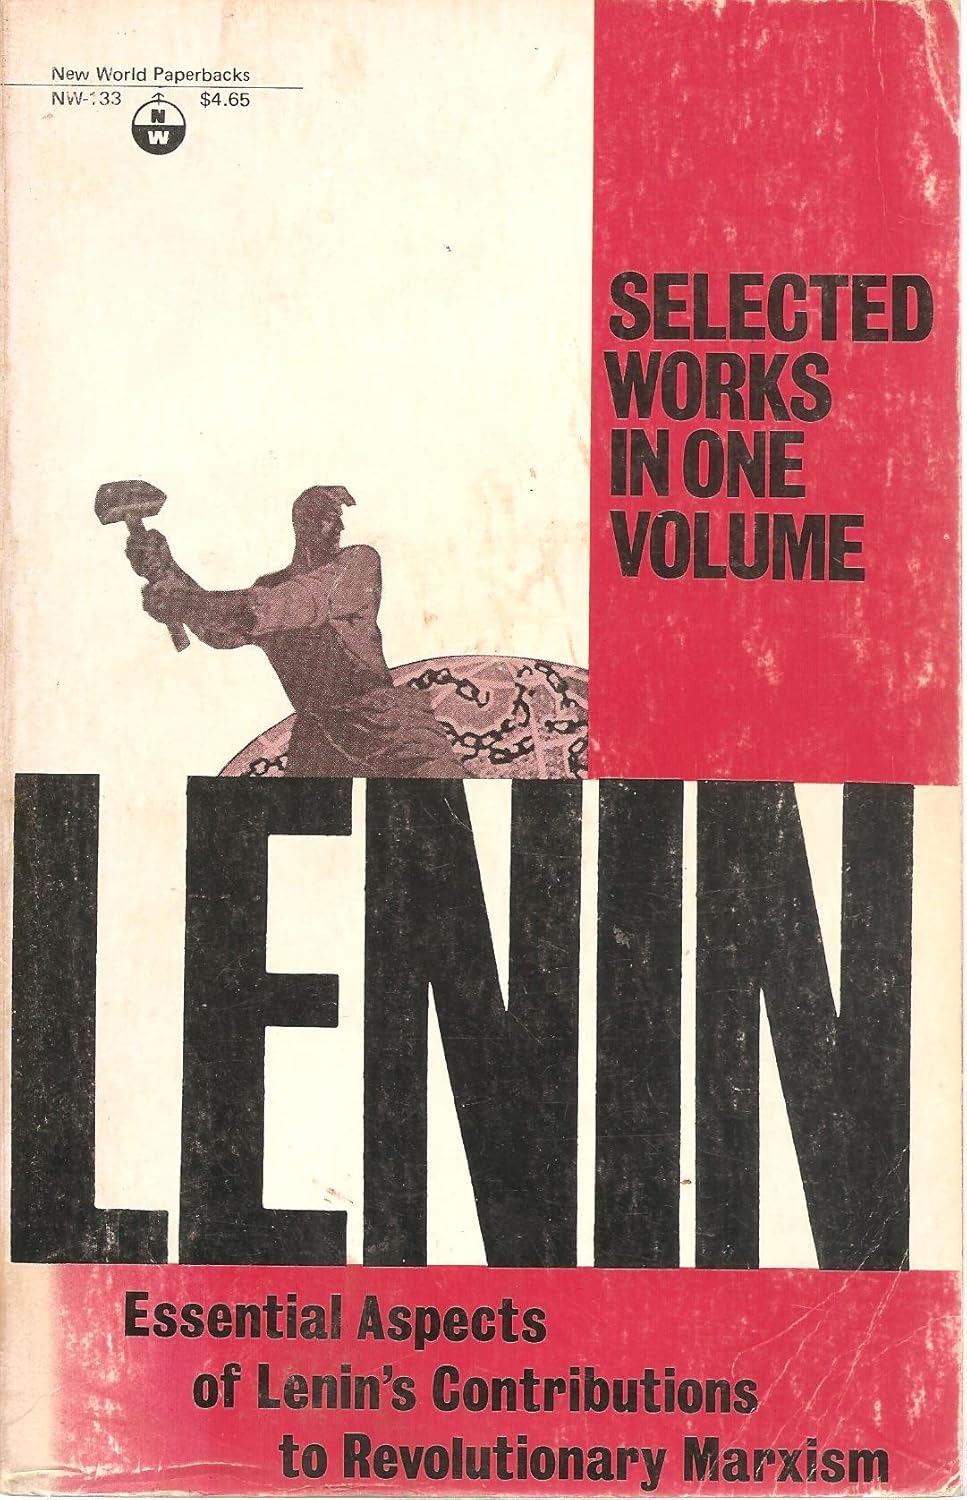 New World Paperbacks
NW-133 $4.65
N
W
SELECTED
WORKS
IN ONE
VOLUME
LENIN
Essential Aspects
of Lenin's Contributions
to Revolutionary Marxism